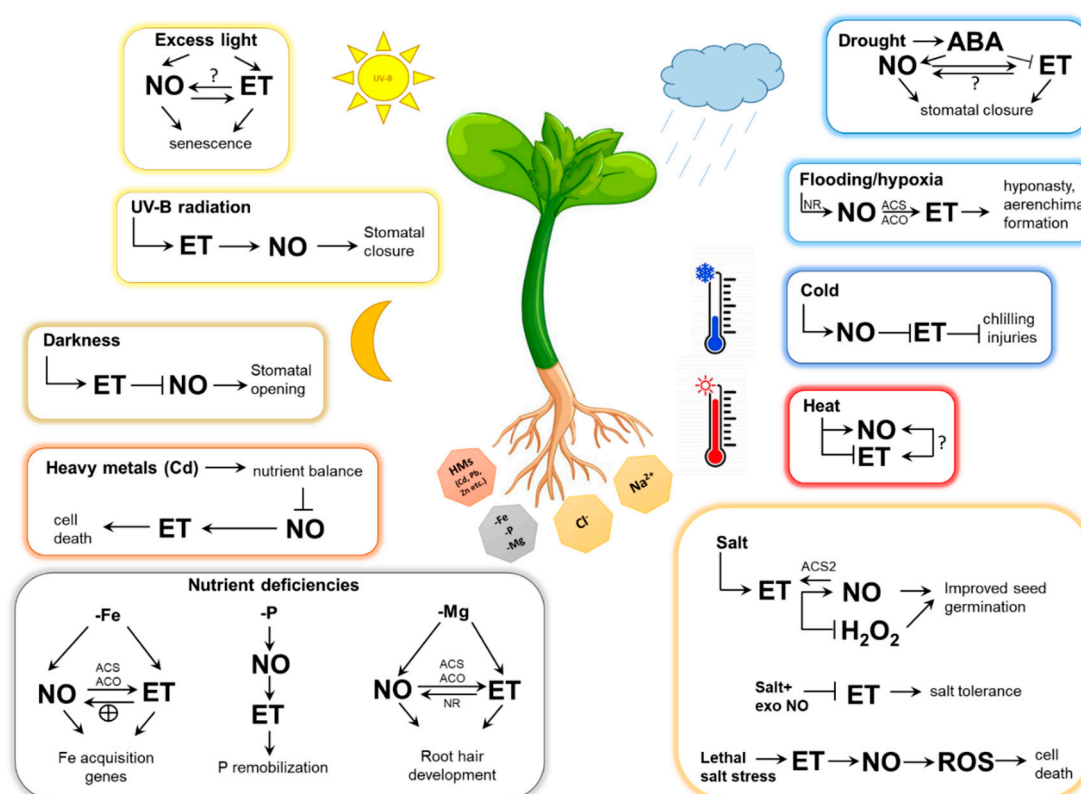 Excess light
NO ? ET
senescence
UV-B
UV-B radiation
ET NO Stomatal
closure
Darkness
ET NO Stomatal
opening
Heavy metals (Cd) nutrient balance
cell
death ET NO
Nutrient deficiencies
-Fe
ACS
ACO
NO ET
Fe acquisition
genes
-P
NO
ET
P remobilization
-Mg
ACS
ACO
NO ET
NR
Root hair
development
HMs
(Cd, Pb,
Zn etc.)
-Fe
-P
-Mg
Cl-
Na2+
Drought ABA
NO ET
?
stomatal closure
Flooding/hypoxia
NR NO ACS
ACO ET
hyponasty,
aerenchima
formation
Cold
NO ET chlilling
injuries
Heat
NO
ET
?
Salt
ACS2
ET NO
H2O2
Improved seed
germination
Salt+
exo NO ET salt tolerance
Lethal
salt stress ET NO ROS cell
death